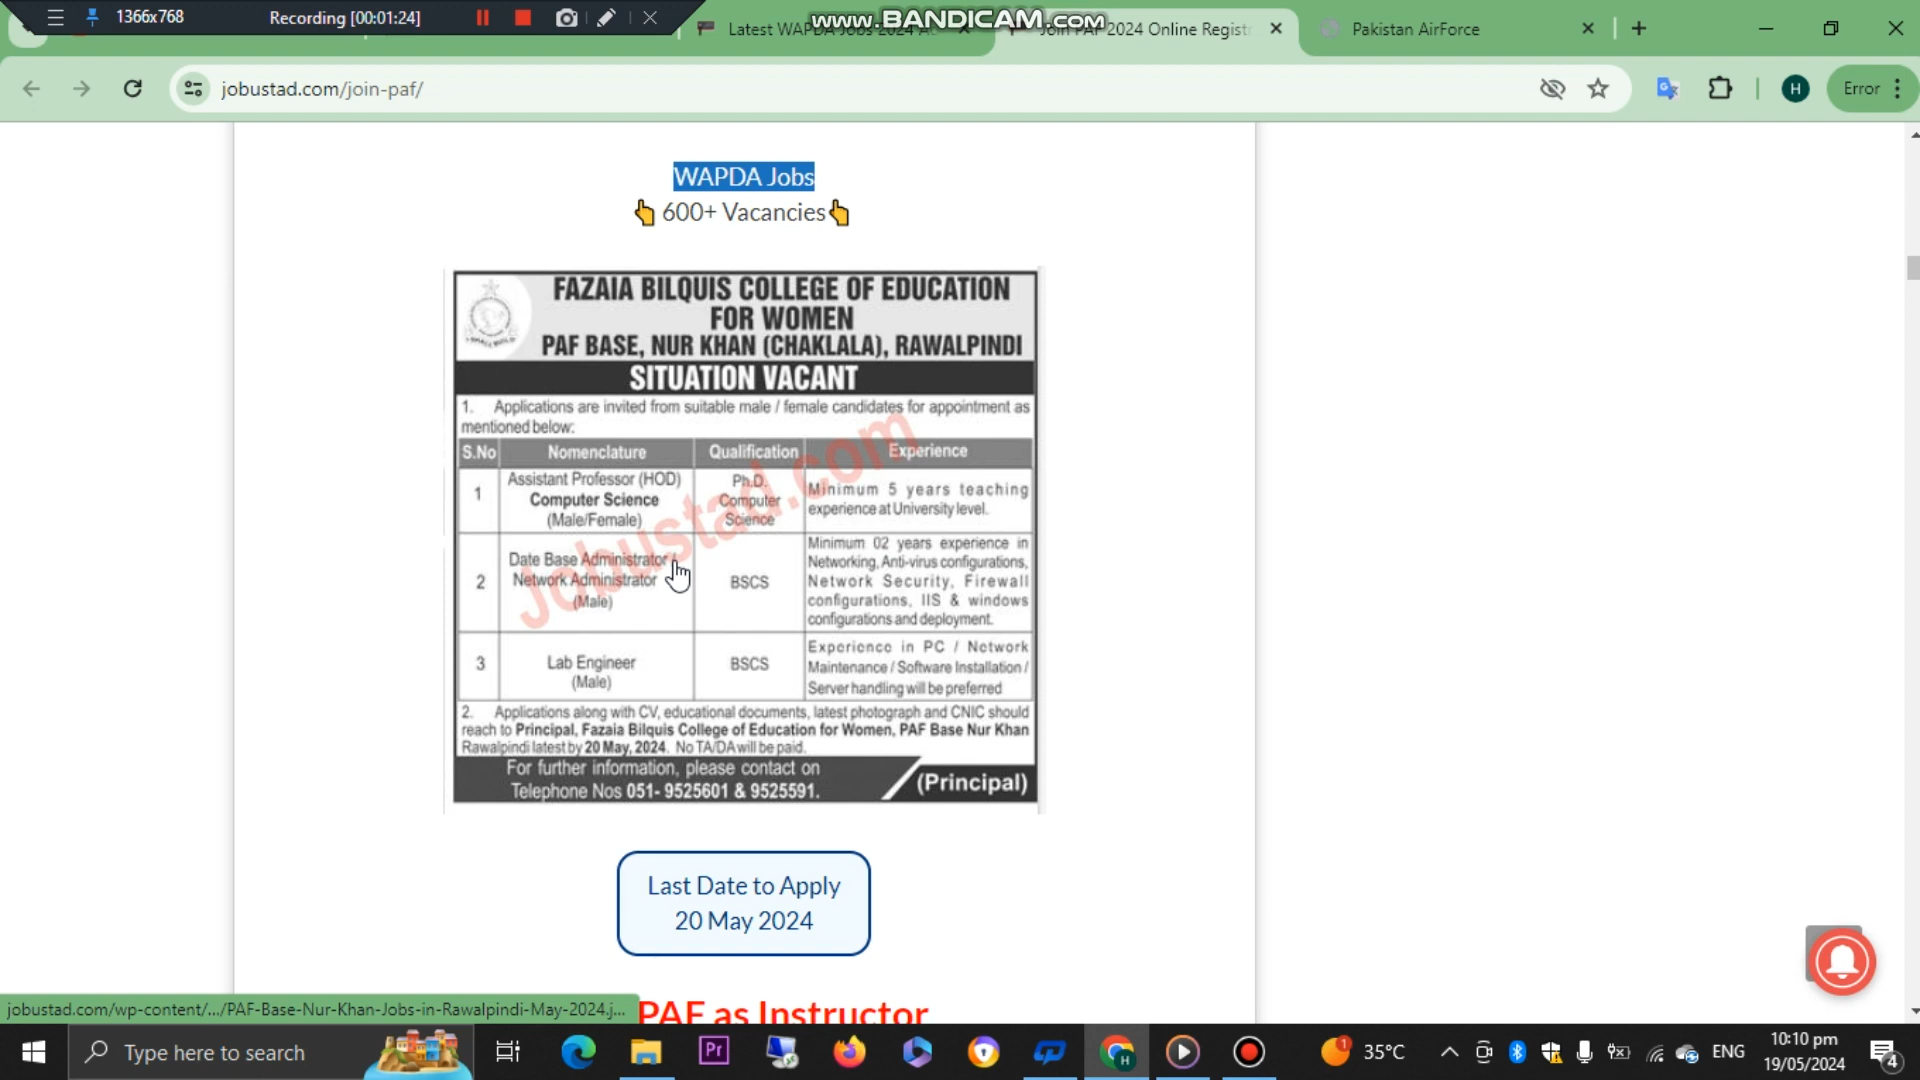 1366x768
Recording [00:01:24]
www.BANDICAM.com
Latest WAPDA Jobs 2024
Join PAF 2024 Online Registr
Pakistan AirForce
jobustad.com/join-paf/
H
Error
WAPDA Jobs
👆 600+ Vacancies👆
FAZAIA BILQUIS COLLEGE OF EDUCATION
FOR WOMEN
PAF BASE, NUR KHAN (CHAKLALA), RAWALPINDI
SITUATION VACANT
1. Applications are invited from suitable male / female candidates for appointment as
mentioned below:
S.No Nomenclature Qualification Experience
1
Assistant Professor (HOD)
Computer Science
(Male/Female)
Ph.D.
Computer
Science
Minimum 5 years teaching
experience at University level.
2
Date Base Administrator /
Network Administrator
(Male)
BSCS
Minimum 02 years experience in
Networking, Anti-virus configurations,
Network Security, Firewall
configurations, IIS & windows
configurations and deployment.
3
Lab Engineer
(Male)
BSCS
Experience in PC / Network
Maintenance / Software Installation /
Server handling will be preferred
2. Applications along with CV, educational documents, latest photograph and CNIC should
reach to Principal, Fazaia Bilquis College of Education for Women, PAF Base Nur Khan
Rawalpindi latest by 20 May, 2024. No TA/DA will be paid.
For further information, please contact on
Telephone Nos 051- 9525601 & 9525591.
(Principal)
Jobustad.com
Last Date to Apply
20 May 2024
PAF as Instructor
jobustad.com/wp-content/.../PAF-Base-Nur-Khan-Jobs-in-Rawalpindi-May-2024.j...
Type here to search
Pr
H
1
35°C
ENG
10:10 pm
19/05/2024
4